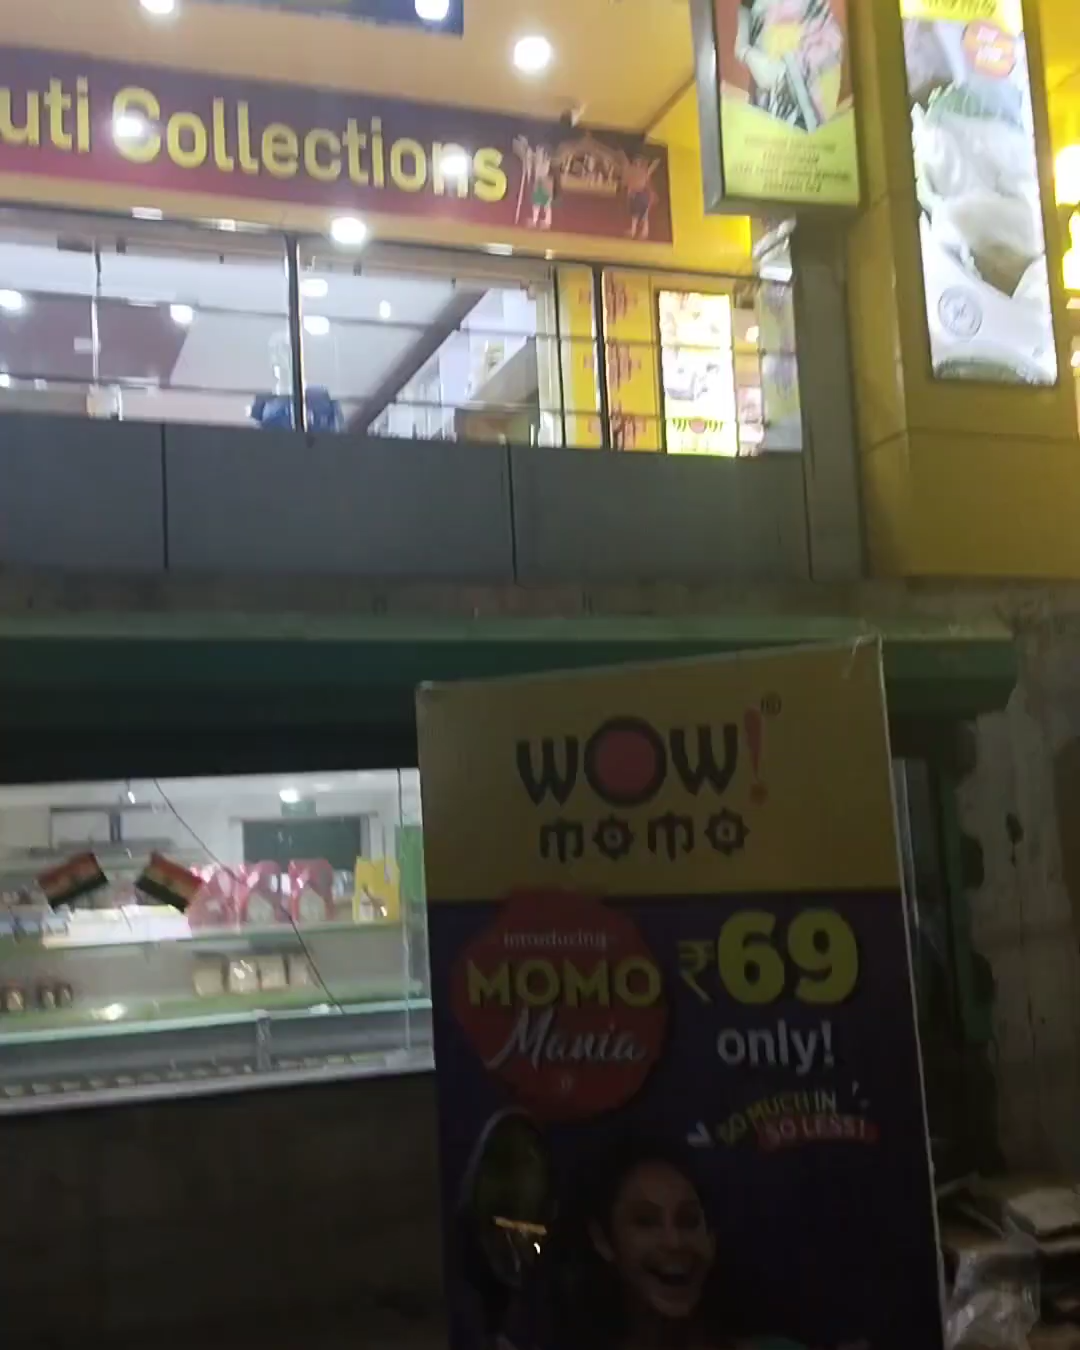 uti Collections
WOW!
MOMO
introducing
MOMO
Mania
₹69
only!
SO MUCH IN
SO LESS!